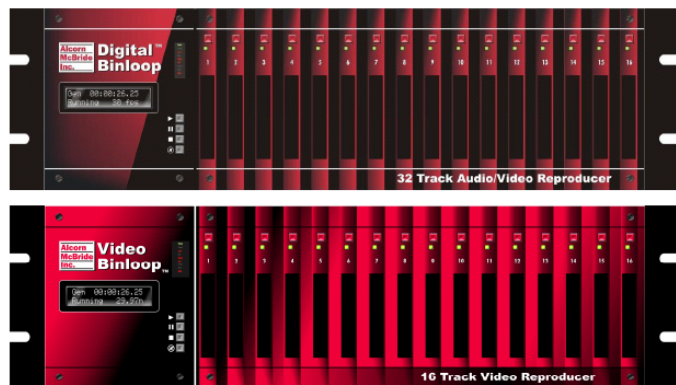 Alcorn
McBride
Inc.
Digital™
Binloop
Gen 00:00:26.25
Running 30 fps
1 2 3 4 5 6 7 8 9 10 11 12 13 14 15 16
32 Track Audio/Video Reproducer
Alcorn
McBride
Inc.
Video
Binloop™
Gen 00:00:26.25
Running 29.97n
1 2 3 4 5 6 7 8 9 10 11 12 13 14 15 16
16 Track Video Reproducer